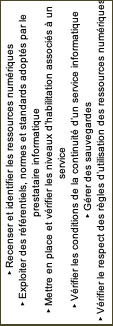 ‣ Recenser et identifier les ressources numériques
‣ Exploiter des référentiels, normes et standards adoptés par le
prestataire informatique
‣ Mettre en place et vérifier les niveaux d'habilitation associés à un
service
‣ Vérifier les conditions de la continuité d'un service informatique
‣ Gérer des sauvegardes
‣ Vérifier le respect des règles d'utilisation des ressources numériques